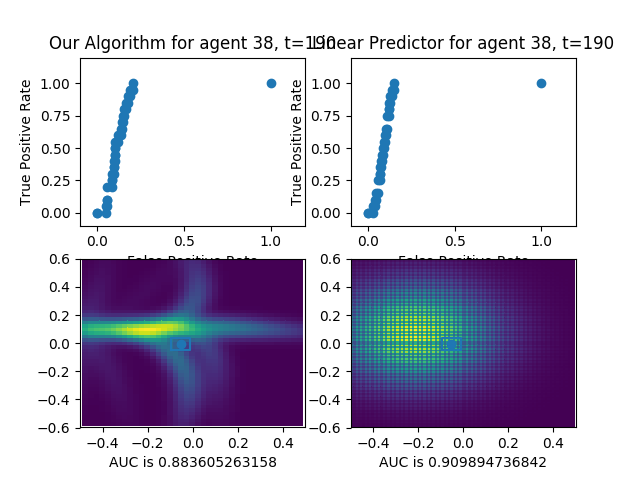 Our Algorithm for agent 38, t=190
Linear Predictor for agent 38, t=190
True Positive Rate
1.00
0.75
0.50
0.25
0.00
0.0 0.5 1.0
False Positive Rate
True Positive Rate
1.00
0.75
0.50
0.25
0.00
0.0 0.5 1.0
False Positive Rate
0.6
0.4
0.2
0.0
−0.2
−0.4
−0.6
−0.4 −0.2 0.0 0.2 0.4
AUC is 0.883605263158
0.6
0.4
0.2
0.0
−0.2
−0.4
−0.6
−0.4 −0.2 0.0 0.2 0.4
AUC is 0.909894736842